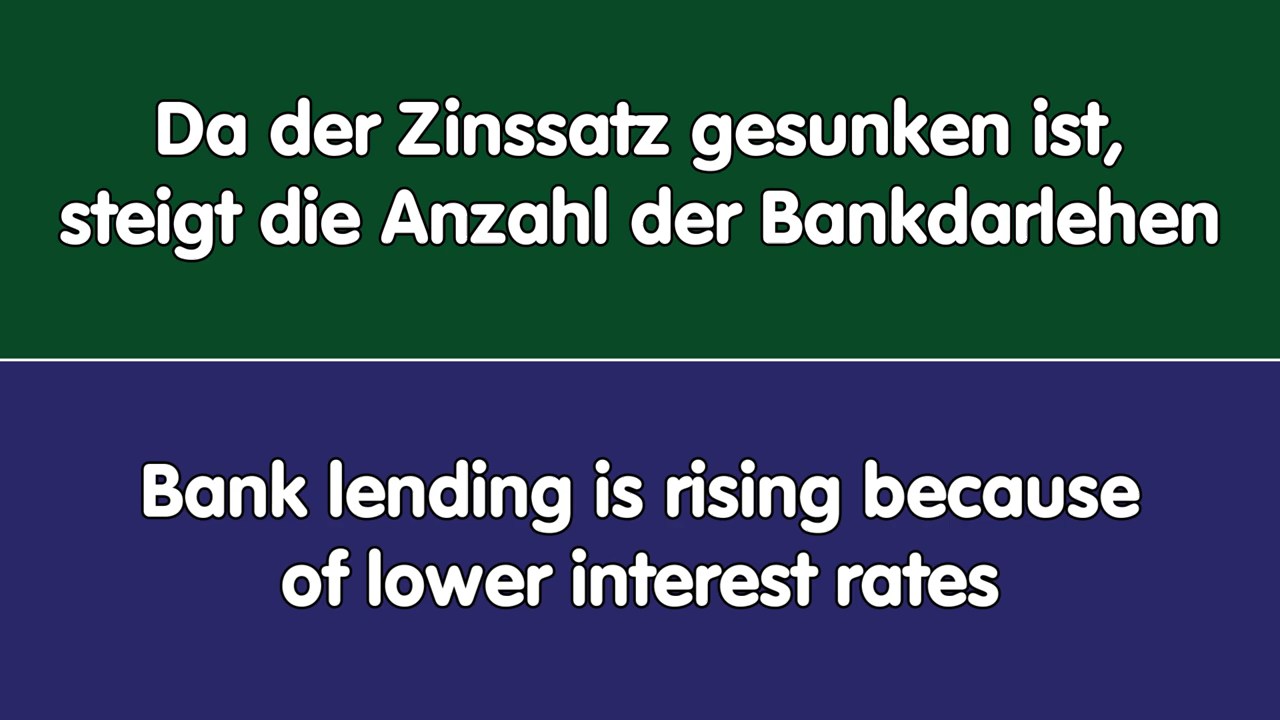 Da der Zinssatz gesunken ist,
steigt die Anzahl der Bankdarlehen
Bank lending is rising because
of lower interest rates